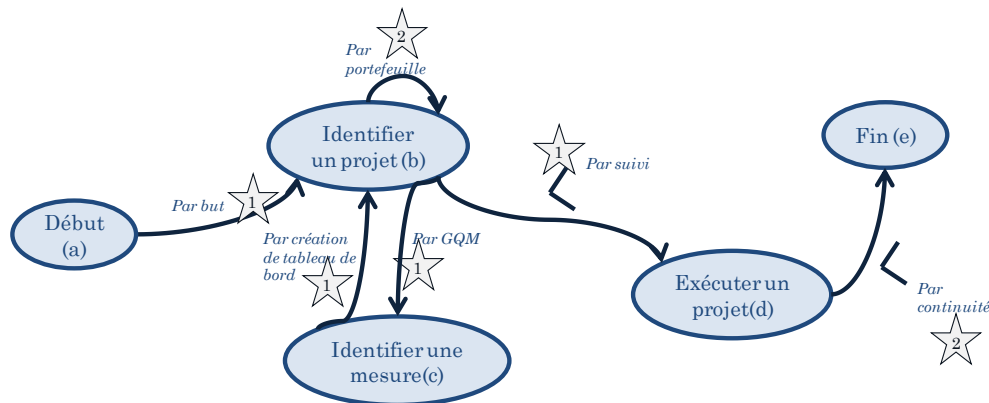 2
Par
portefeuille
Identifier
un projet (b)
Fin (e)
1
Par suivi
Par but
1
Début
(a)
Par création
de tableau de
bord
1
Par GQM
1
Exécuter un
projet(d)
Par
continuité
2
Identifier une
mesure(c)